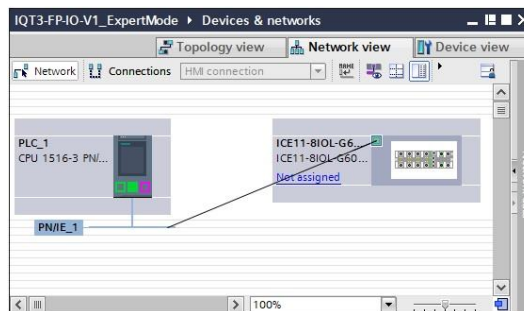 IQT3-FP-IO-V1_ExpertMode ▸ Devices & networks
Topology view Network view Device view
Network Connections HMI connection
PLC_1
CPU 1516-3 PN/...
ICE11-8IOL-G6...
ICE11-8IOL-G60...
Not assigned
PN/IE_1
100%